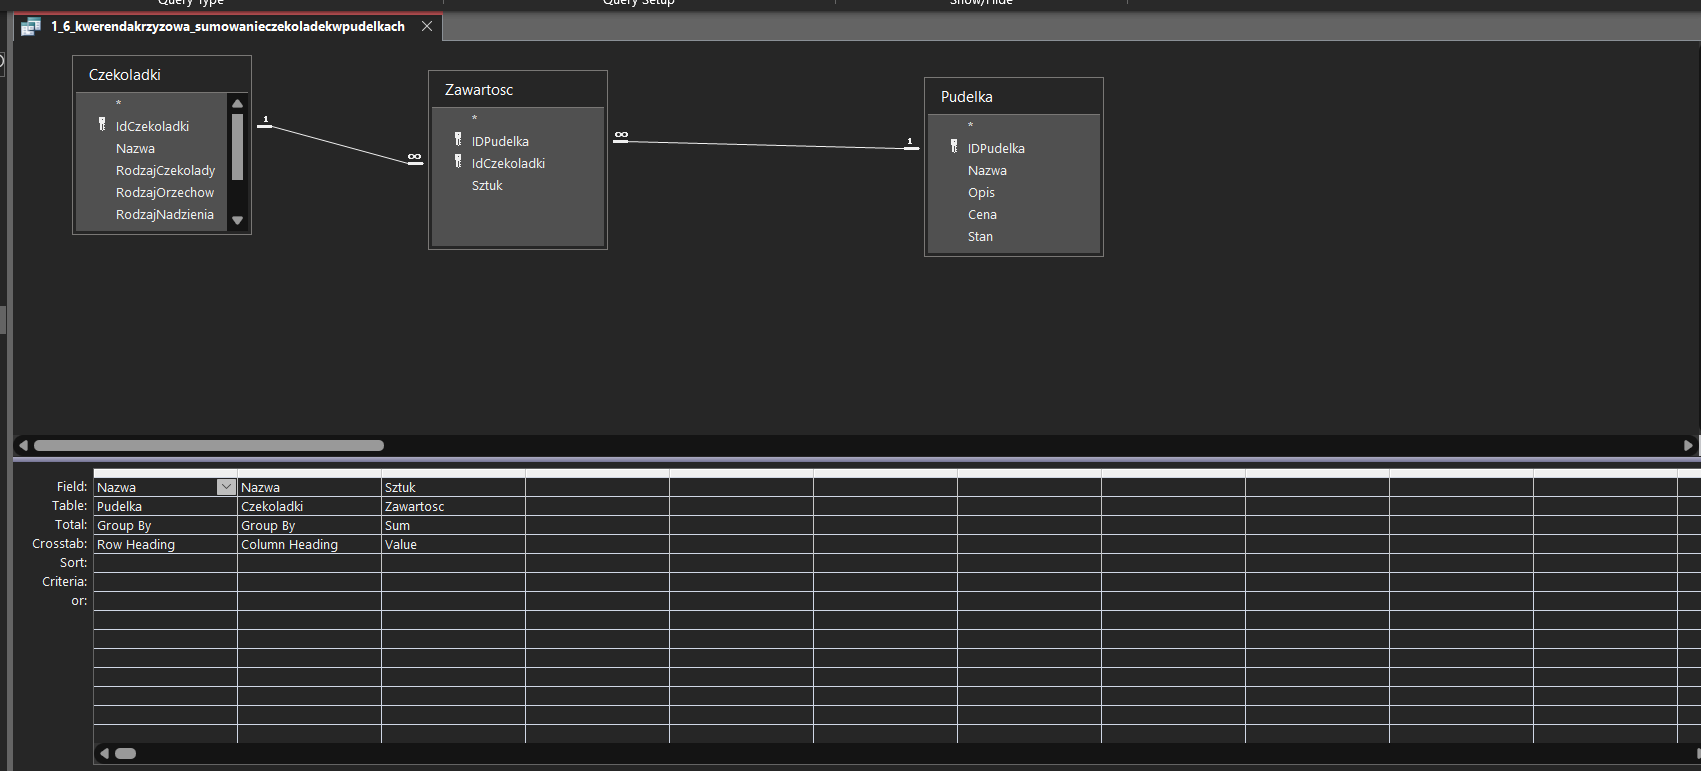 Query Type
Query Setup
Show/Hide
1_6_kwerendakrzyzowa_sumowanieczekoladekwpudelkach
Czekoladki
*
IdCzekoladki
Nazwa
RodzajCzekolady
RodzajOrzechow
RodzajNadzienia
1
∞
Zawartosc
*
IDPudelka
IdCzekoladki
Sztuk
∞
1
Pudelka
*
IDPudelka
Nazwa
Opis
Cena
Stan
Field: Nazwa Nazwa Sztuk
Table: Pudelka Czekoladki Zawartosc
Total: Group By Group By Sum
Crosstab: Row Heading Column Heading Value
Sort:
Criteria:
or: